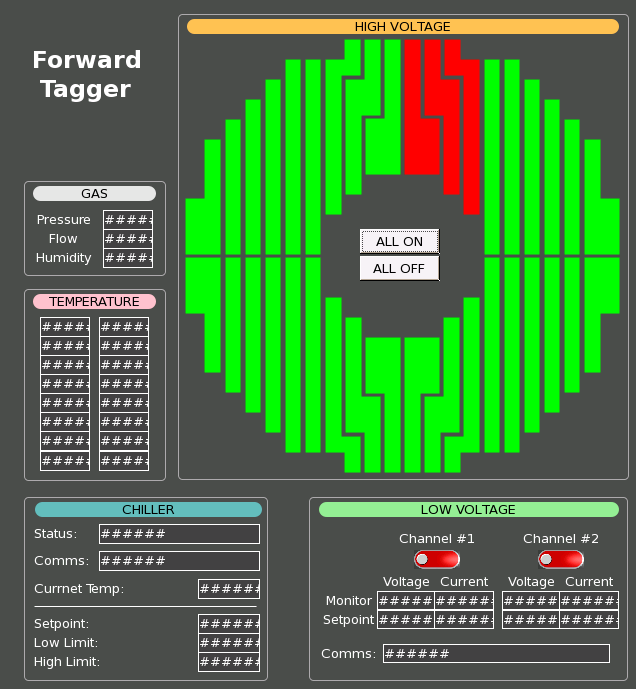 Forward
Tagger
HIGH VOLTAGE
ALL ON
ALL OFF
GAS
Pressure #####
Flow #####
Humidity #####
TEMPERATURE
##### #####
##### #####
##### #####
##### #####
##### #####
##### #####
##### #####
##### #####
CHILLER
Status: ######
Comms: ######
Currnet Temp: ######
Setpoint: ######
Low Limit: ######
High Limit: ######
LOW VOLTAGE
Channel #1 Channel #2
Voltage Current Voltage Current
Monitor ##### ###### ##### ######
Setpoint ##### ###### ##### ######
Comms: ######